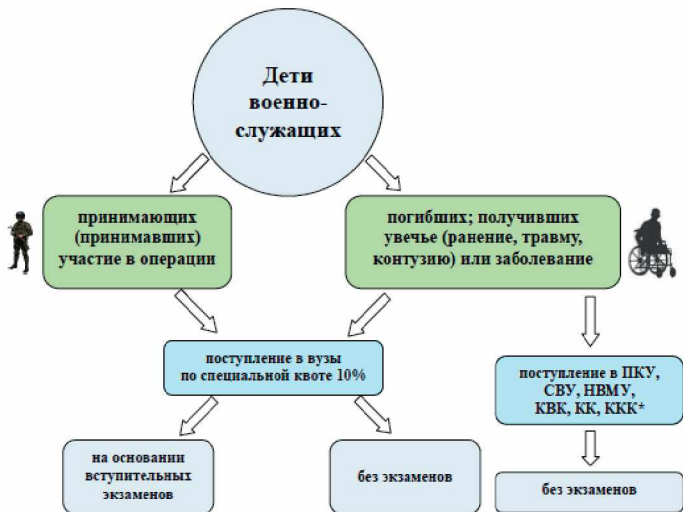 Дети
военно-
служащих
принимающих
(принимавших)
участие в операции
погибших; получивших
увечье (ранение, травму,
контузию) или заболевание
поступление в вузы
по специальной квоте 10%
поступление в ПКУ,
СВУ, НВМУ,
КВК, КК, ККК*
на основании
вступительных
экзаменов
без экзаменов
без экзаменов